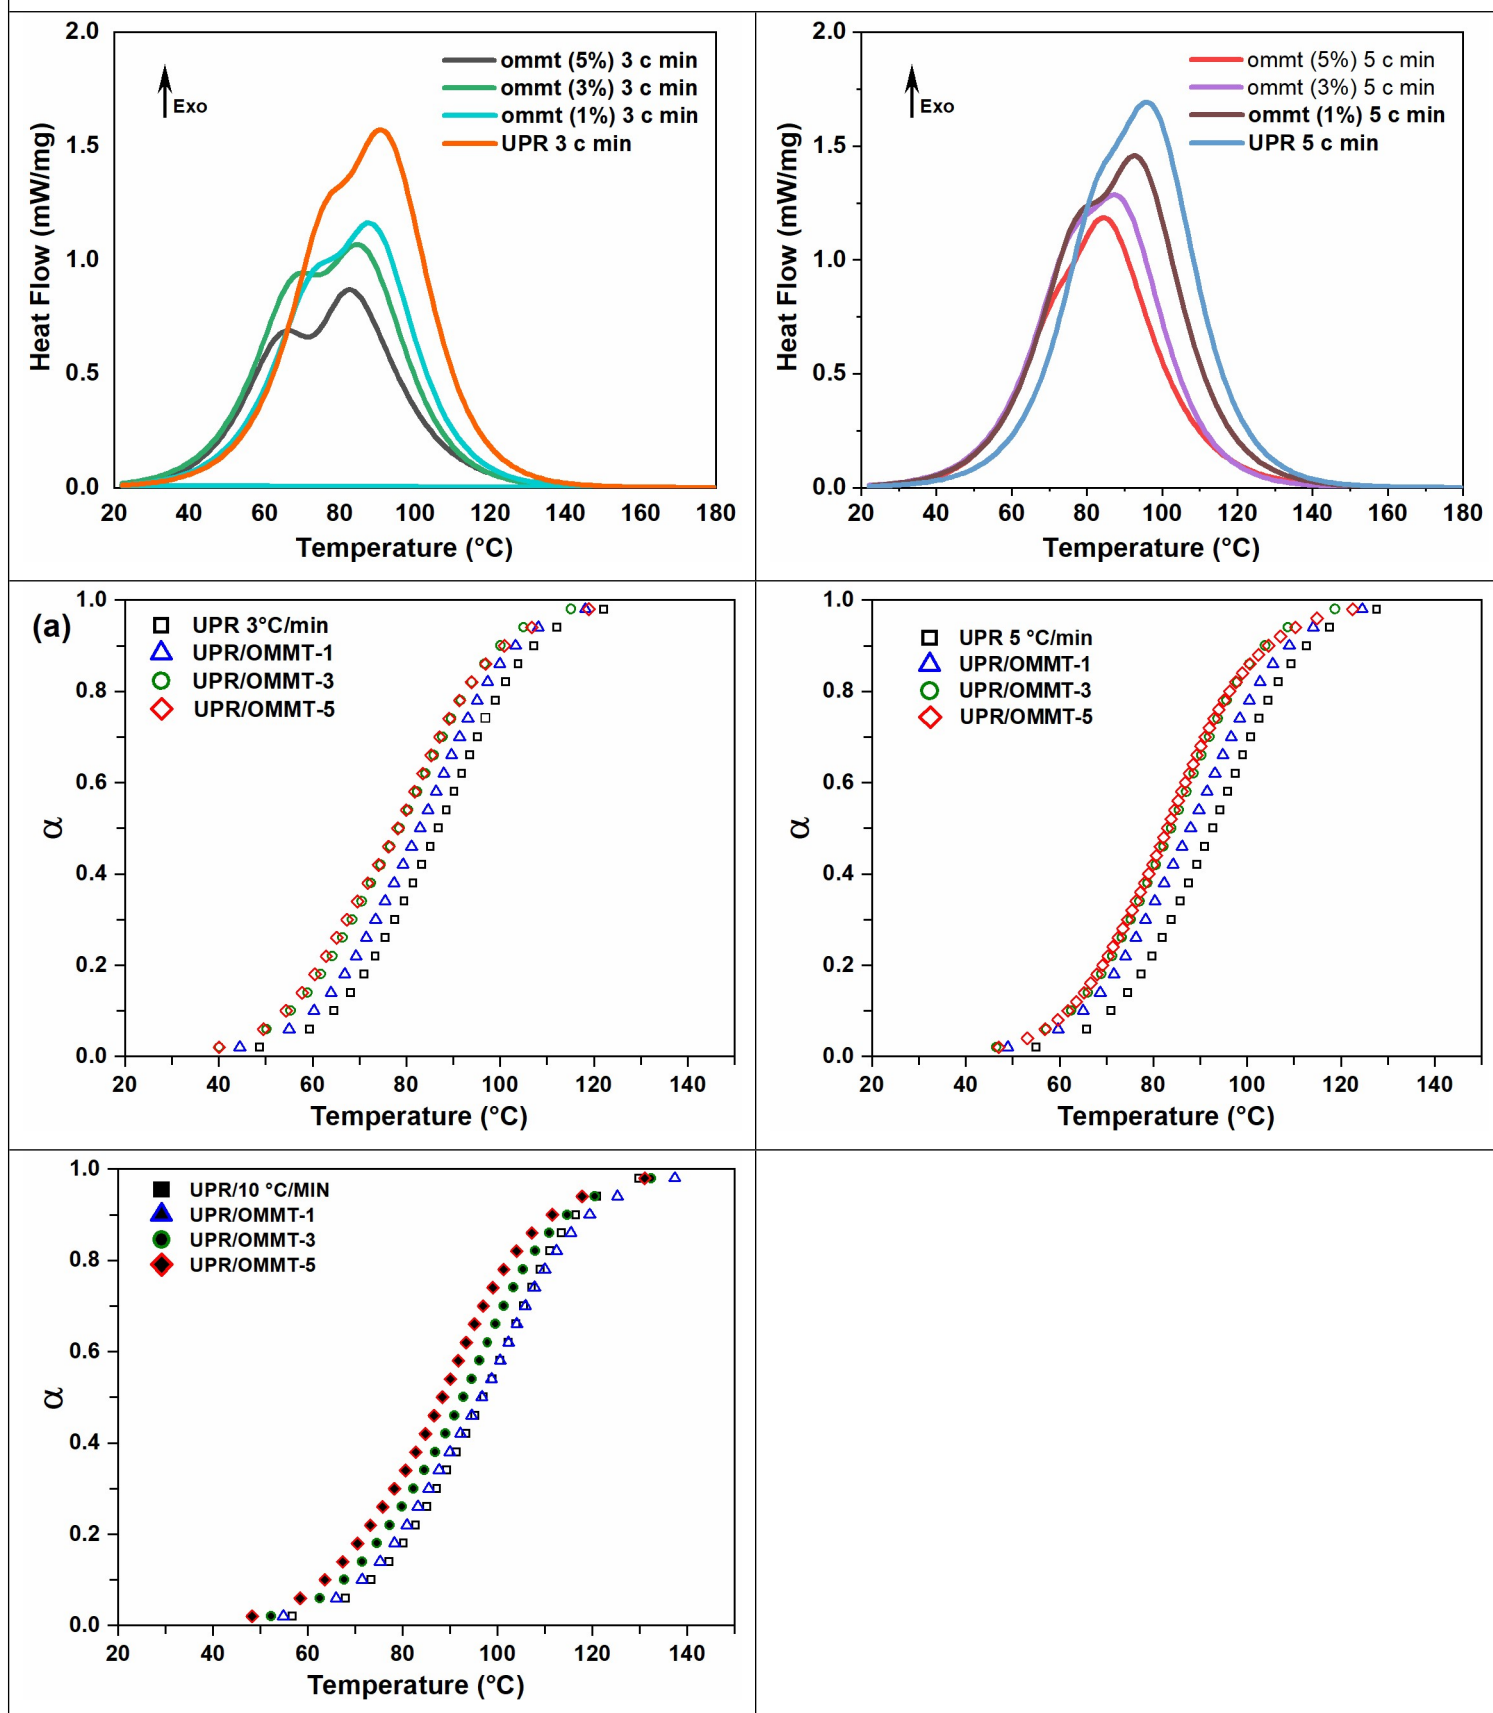 2.0
1.5
1.0
0.5
0.0
Heat Flow (mW/mg)
Exo
ommt (5%) 3 c min
ommt (3%) 3 c min
ommt (1%) 3 c min
UPR 3 c min
20 40 60 80 100 120 140 160 180
Temperature (°C)
2.0
1.5
1.0
0.5
0.0
Heat Flow (mW/mg)
Exo
ommt (5%) 5 c min
ommt (3%) 5 c min
ommt (1%) 5 c min
UPR 5 c min
20 40 60 80 100 120 140 160 180
Temperature (°C)
(a)
1.0
0.8
0.6
0.4
0.2
0.0
α
UPR 3°C/min
UPR/OMMT-1
UPR/OMMT-3
UPR/OMMT-5
20 40 60 80 100 120 140
Temperature (°C)
1.0
0.8
0.6
0.4
0.2
0.0
α
UPR 5 °C/min
UPR/OMMT-1
UPR/OMMT-3
UPR/OMMT-5
20 40 60 80 100 120 140
Temperature (°C)
1.0
0.8
0.6
0.4
0.2
0.0
α
UPR/10 °C/MIN
UPR/OMMT-1
UPR/OMMT-3
UPR/OMMT-5
20 40 60 80 100 120 140
Temperature (°C)